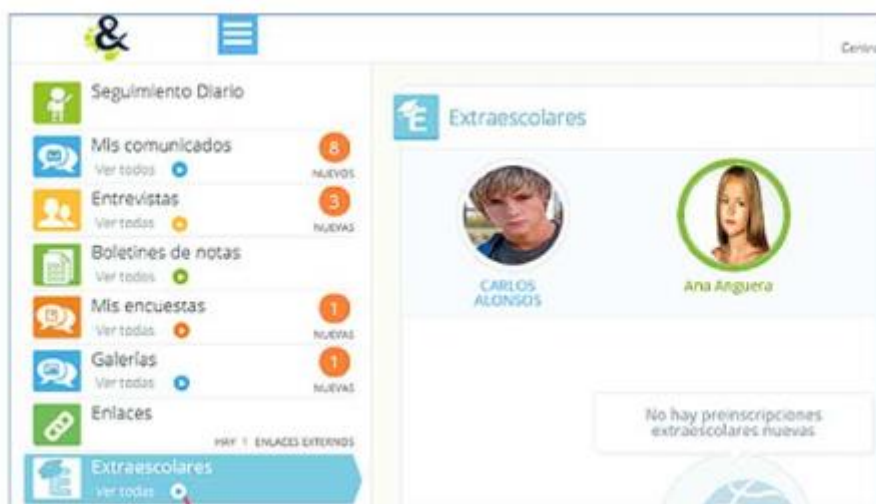 &
Centro
Seguimiento Diario
Mis comunicados
Ver todos
8
NUEVOS
Entrevistas
Ver todas
3
NUEVAS
Boletines de notas
Ver todos
Mis encuestas
Ver todas
1
NUEVAS
Galerías
Ver todas
1
NUEVAS
Enlaces
HAY 1 ENLACES EXTERNOS
Extraescolares
Ver todas
E
Extraescolares
CARLOS
ALONSOS
Ana Anguera
No hay preinscripciones
extraescolares nuevas